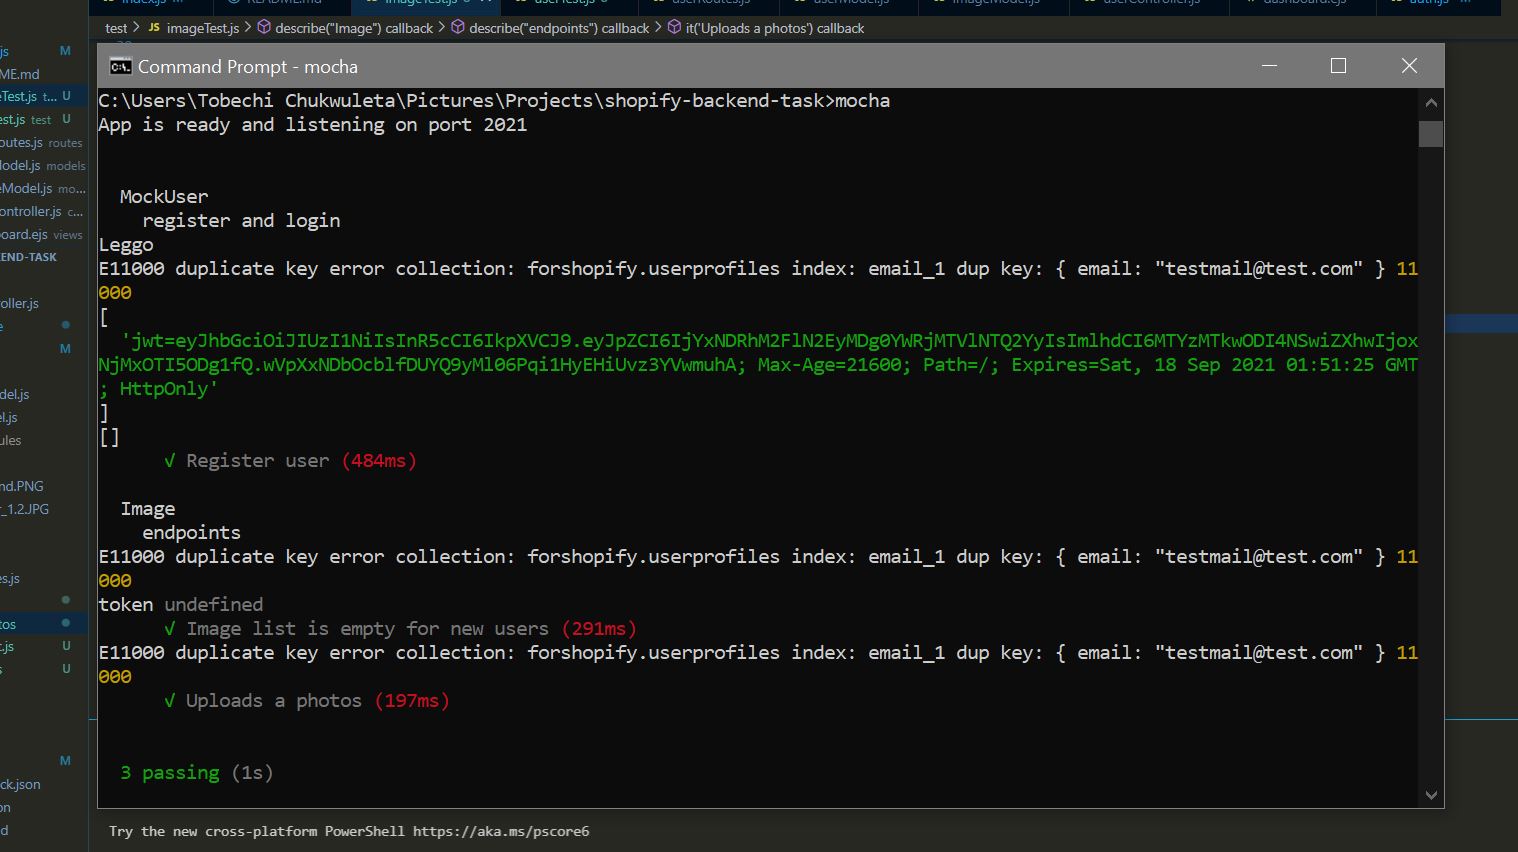 test > JS imageTest.js > describe("Image") callback > describe("endpoints") callback > it('Uploads a photos') callback
Command Prompt - mocha
C:\Users\Tobechi Chukwuleta\Pictures\Projects\shopify-backend-task>mocha
App is ready and listening on port 2021
MockUser
register and login
Leggo
E11000 duplicate key error collection: forshopify.userprofiles index: email_1 dup key: { email: "testmail@test.com" } 11
000
[
'jwt=eyJhbGciOiJIUzI1NiIsInR5cCI6IkpXVCJ9.eyJpZCI6IjYxNDRhM2FlN2EyMDg0YWRjMTVlNTQ2YyIsImlhdCI6MTYzMTkwODI4NSwiZXhwIjox
NjMxOTI5ODg1fQ.wVpXxNDbOcblfDUYQ9yMl06Pqi1HyEHiUvz3YVwmuhA; Max-Age=21600; Path=/; Expires=Sat, 18 Sep 2021 01:51:25 GMT
; HttpOnly'
]
[]
√ Register user (484ms)
Image
endpoints
E11000 duplicate key error collection: forshopify.userprofiles index: email_1 dup key: { email: "testmail@test.com" } 11
000
token undefined
√ Image list is empty for new users (291ms)
E11000 duplicate key error collection: forshopify.userprofiles index: email_1 dup key: { email: "testmail@test.com" } 11
000
√ Uploads a photos (197ms)
3 passing (1s)
Try the new cross-platform PowerShell https://aka.ms/pscore6
js M
ME.md
eTest.js t... U
est.js test U
outes.js routes
Model.js models
eModel.js mo...
ontroller.js c...
oard.ejs views
END-TASK
oller.js
e
M
del.js
el.js
ules
nd.PNG
r_1.2.JPG
es.js
tos
t.js U
s U
M
ck.json
on
d